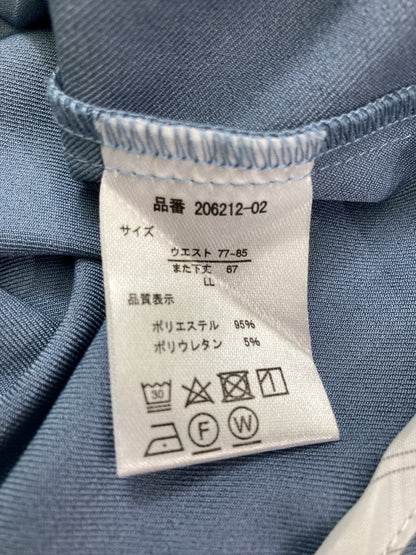 品番 206212-02
サイズ
ウエスト 77-85
また下丈 67
LL
品質表示
ポリエステル 95%
ポリウレタン 5%
30
F W